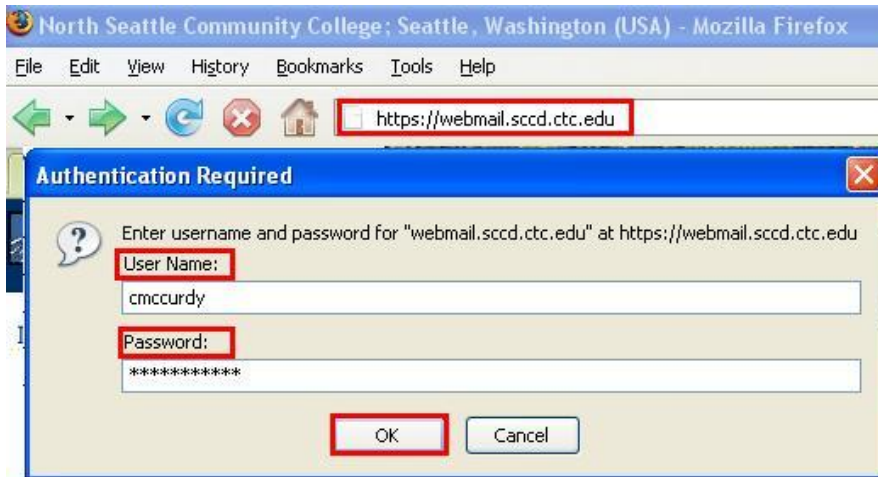 North Seattle Community College; Seattle, Washington (USA) - Mozilla Firefox
File Edit View History Bookmarks Tools Help
https://webmail.sccd.ctc.edu
Authentication Required
Enter username and password for "webmail.sccd.ctc.edu" at https://webmail.sccd.ctc.edu
User Name:
cmccurdy
Password:
***********
OK Cancel